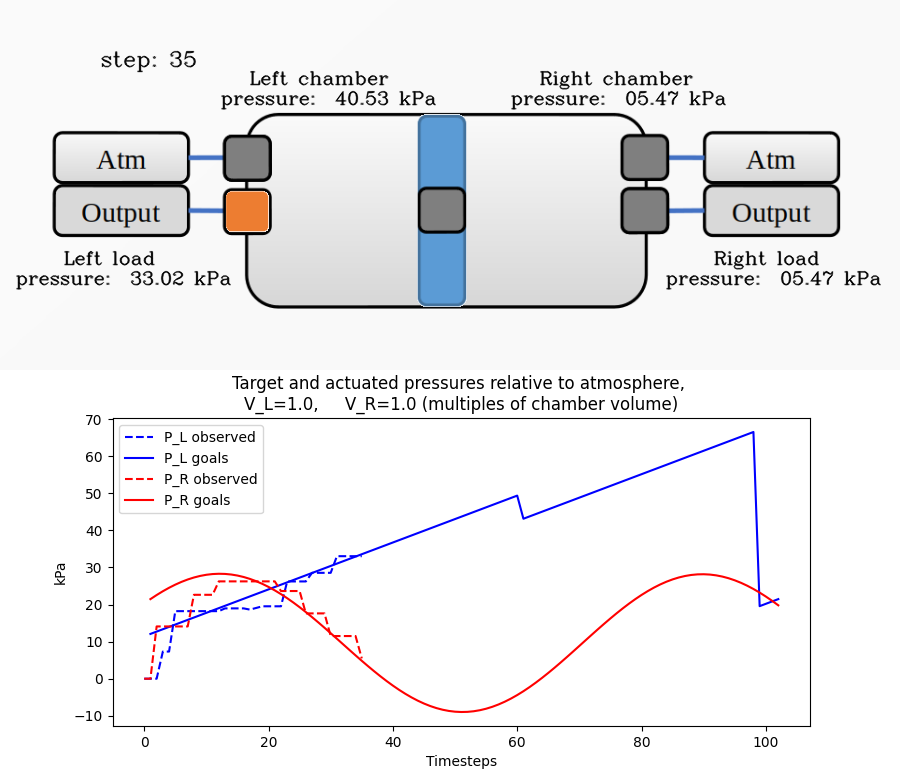 step: 35
Left chamber
pressure: 40.53 kPa
Right chamber
pressure: 05.47 kPa
Atm
Output
Left load
pressure: 33.02 kPa
Atm
Output
Right load
pressure: 05.47 kPa
Target and actuated pressures relative to atmosphere,
V_L=1.0, V_R=1.0 (multiples of chamber volume)
P_L observed
P_L goals
P_R observed
P_R goals
kPa
70
60
50
40
30
20
10
0
−10
0 20 40 60 80 100
Timesteps